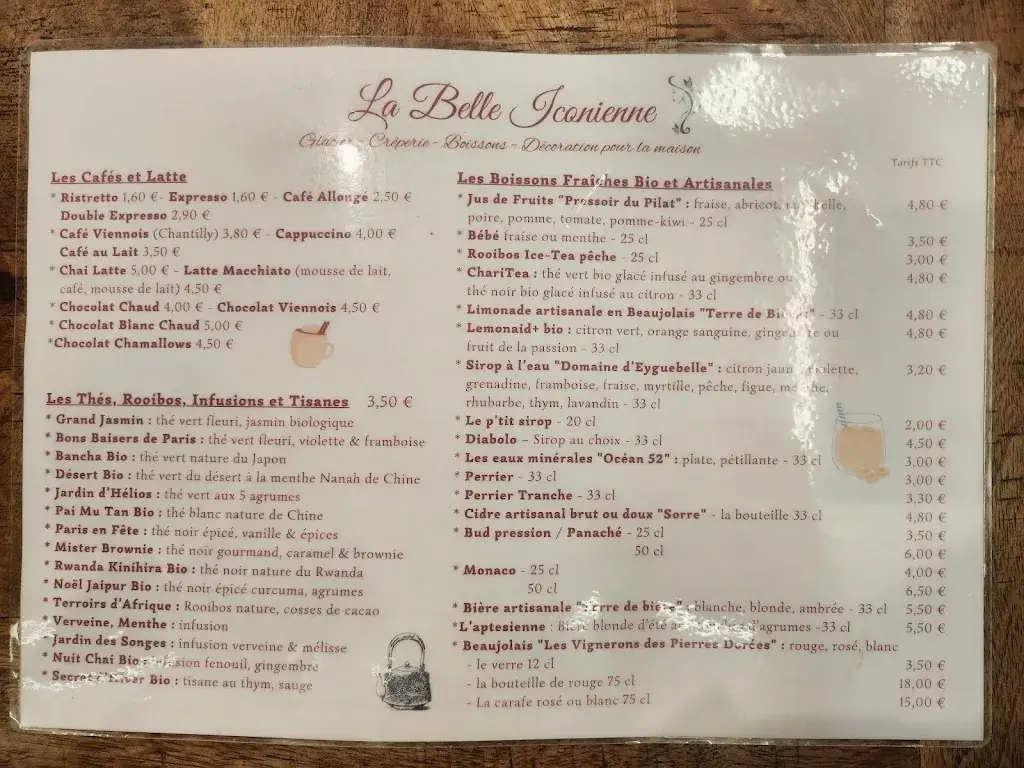 La Belle Iconienne
Glacier - Crêperie - Boissons - Décoration pour la maison
Tarifs TTC
Les Cafés et Latte
* Ristretto 1,60 €- Expresso 1,60 € - Café Allongé 2.50 €
Double Expresso 2,90 €
* Café Viennois (Chantilly) 3,80 € - Cappuccino 4,00 €
Café au Lait 3,50 €
* Chai Latte 5,00 € - Latte Macchiato (mousse de lait,
café, mousse de lait) 4,50 €
* Chocolat Chaud 4,00 € - Chocolat Viennois 4,50 €
* Chocolat Blanc Chaud 5,00 €
*Chocolat Chamallows 4,50 €
Les Thés, Rooibos, Infusions et Tisanes 3,50 €
* Grand Jasmin : thé vert fleuri, jasmin biologique
* Bons Baisers de Paris : thé vert fleuri, violette & framboise
* Bancha Bio : thé vert nature du Japon
* Désert Bio : thé vert du désert à la menthe Nanah de Chine
* Jardin d'Hélios : thé vert aux 5 agrumes
* Pai Mu Tan Bio : thé blanc nature de Chine
* Paris en Fête : thé noir épicé, vanille & épices
* Mister Brownie : thé noir gourmand, caramel & brownie
* Rwanda Kinihira Bio : thé noir nature du Rwanda
* Noël Jaipur Bio : thé noir épicé curcuma, agrumes
* Terroirs d'Afrique : Rooibos nature, cosses de cacao
* Verveine, Menthe : infusion
* Jardin des Songes : infusion verveine & mélisse
* Nuit Chai Bio : infusion fenouil, gingembre
* Secret d'Hiver Bio : tisane au thym, sauge
Les Boissons Fraîches Bio et Artisanales
* Jus de Fruits "Pressoir du Pilat" : fraise, abricot, 4,80 €
poire, pomme, tomate, pomme-kiwi - 25 cl
* Bébé fraise ou menthe - 25 cl 3,50 €
* Rooibos Ice-Tea pêche - 25 cl 3,00 €
* ChariTea : thé vert bio glacé infusé au gingembre ou 4,80 €
thé noir bio glacé infusé au citron - 33 cl
* Limonade artisanale en Beaujolais "Terre de Bières" - 33 cl 4,80 €
* Lemonaid+ bio : citron vert, orange sanguine, gingembre ou 4,80 €
fruit de la passion - 33 cl
* Sirop à l'eau "Domaine d'Eyguebelle" : citron jaune, violette, 3,20 €
grenadine, framboise, fraise, myrtille, pêche, figue, menthe,
rhubarbe, thym, lavandin - 33 cl
* Le p'tit sirop - 20 cl 2,00 €
* Diabolo – Sirop au choix - 33 cl 4,50 €
* Les eaux minérales "Océan 52" : plate, pétillante - 33 cl 3,00 €
* Perrier - 33 cl 3,00 €
* Perrier Tranche - 33 cl 3,30 €
* Cidre artisanal brut ou doux "Sorre" - la bouteille 33 cl 4,80 €
* Bud pression / Panaché - 25 cl 3,50 €
50 cl 6,00 €
* Monaco - 25 cl 4,00 €
50 cl 6,50 €
* Bière artisanale "Terre de bière" : blanche, blonde, ambrée - 33 cl 5,50 €
*L'aptesienne : Bière blonde d'été d'agrumes -33 cl 5,50 €
* Beaujolais "Les Vignerons des Pierres Dorées" : rouge, rosé, blanc
- le verre 12 cl 3,50 €
- la bouteille de rouge 75 cl 18,00 €
- La carafe rosé ou blanc 75 cl 15,00 €